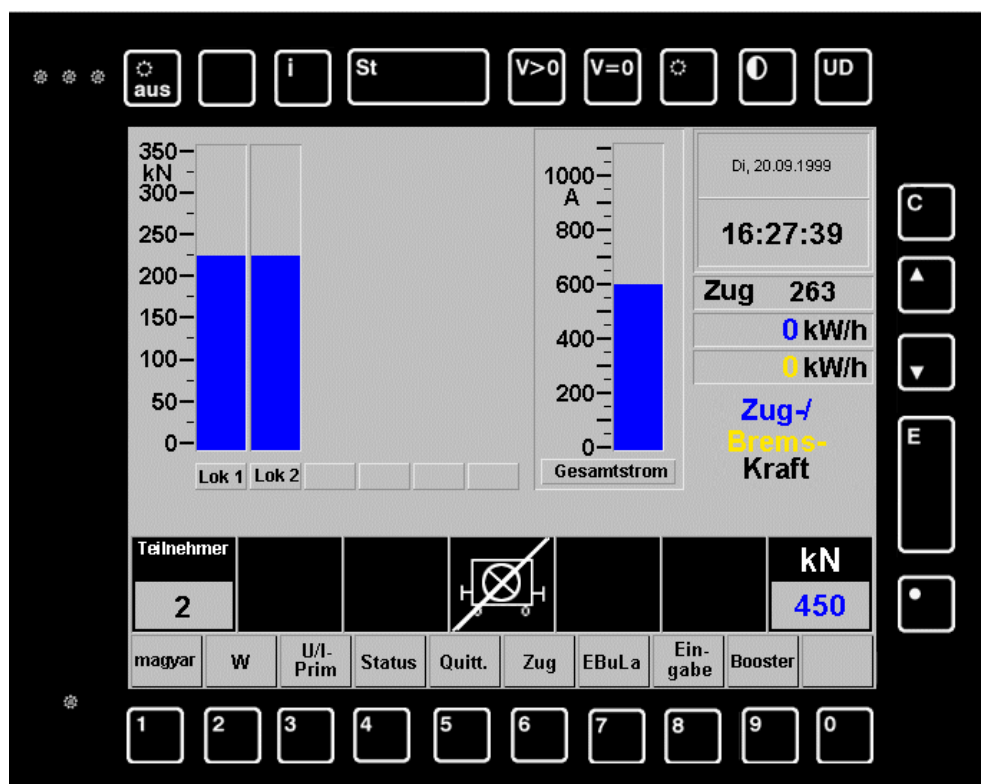 aus
i
St
V>0
V=0
UD
350
kN
300
250
200
150
100
50
0
Lok 1
Lok 2
1000
A
800
600
400
200
0
Gesamtstrom
Di, 20.09.1999
16:27:39
Zug 263
0 kW/h
0 kW/h
Zug-/
Brems-
Kraft
C
E
Teilnehmer
2
kN
450
magyar
W
U/I-
Prim
Status
Quitt.
Zug
EBuLa
Ein-
gabe
Booster
1
2
3
4
5
6
7
8
9
0